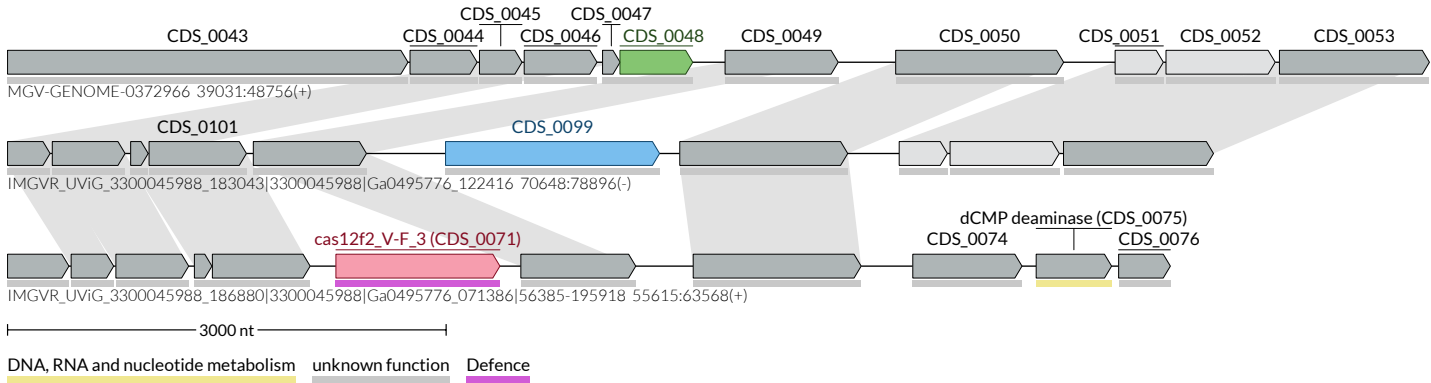 CDS_0045 CDS_0047
CDS_0043 CDS_0044 CDS_0046 CDS_0048 CDS_0049 CDS_0050 CDS_0051 CDS_0052 CDS_0053
MGV-GENOME-0372966 39031:48756(+)
CDS_0101 CDS_0099
IMGVR_UViG_3300045988_183043|3300045988|Ga0495776_122416 70648:78896(-)
dCMP deaminase (CDS_0075)
cas12f2_V-F_3 (CDS_0071) CDS_0074 CDS_0076
IMGVR_UViG_3300045988_186880|3300045988|Ga0495776_071386|56385-195918 55615:63568(+)
3000 nt
DNA, RNA and nucleotide metabolism unknown function Defence